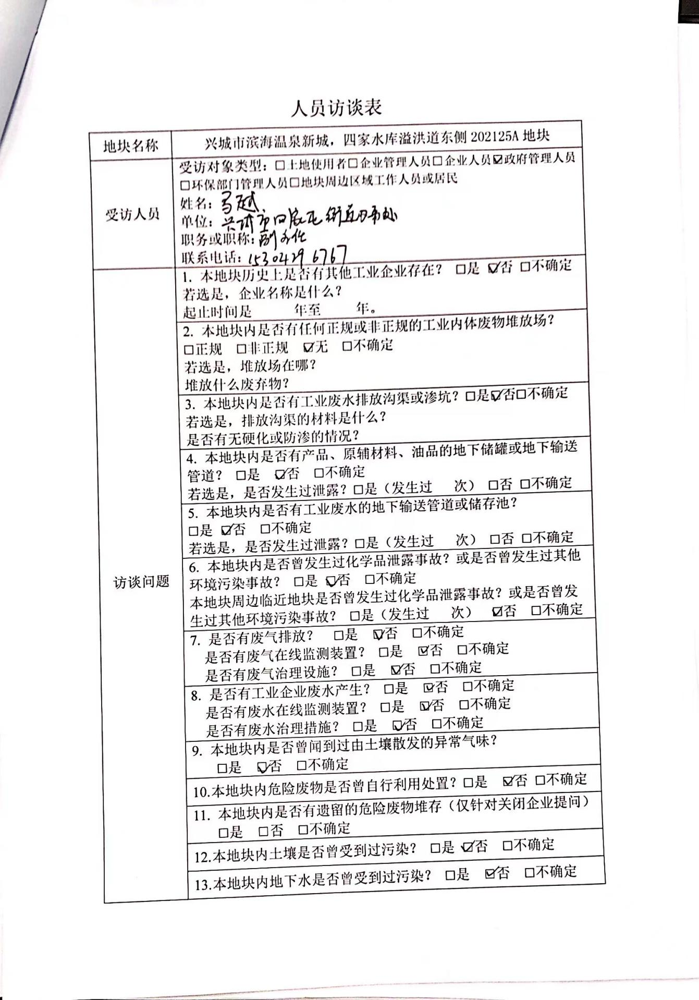 人员访谈表
地块名称
兴城市滨海温泉新城，四家水库溢洪道东侧 202125A 地块
受访人员
受访对象类型：□土地使用者□企业管理人员□企业人员☑政府管理人员
□环保部门管理人员□地块周边区域工作人员或居民
姓名：马越
单位：兴城市四家屯街道办事处
职务或职称：副主任
联系电话：15304296767
访谈问题
1. 本地块历史上是否有其他工业企业存在？ □是 ☑否 □不确定
若选是，企业名称是什么？
起止时间是 年至 年。
2. 本地块内是否有任何正规或非正规的工业内体废物堆放场？
□正规 □非正规 ☑无 □不确定
若选是，堆放场在哪？
堆放什么废弃物？
3. 本地块内是否有工业废水排放沟渠或渗坑？□是☑否□不确定
若选是，排放沟渠的材料是什么？
是否有无硬化或防渗的情况？
4. 本地块内是否有产品、原辅材料、油品的地下储罐或地下输送
管道？ □是 ☑否 □不确定
若选是，是否发生过泄露？□是（发生过 次） □否 □不确定
5. 本地块内是否有工业废水的地下输送管道或储存池？
□是 ☑否 □不确定
若选是，是否发生过泄露？□是（发生过 次） □否 □不确定
6. 本地块内是否曾发生过化学品泄露事故？或是否曾发生过其他
环境污染事故？ □是 ☑否 □不确定
本地块周边临近地块是否曾发生过化学品泄露事故？或是否曾发
生过其他环境污染事故？ □是（发生过 次） ☑否 □不确定
7. 是否有废气排放？ □是 ☑否 □不确定
是否有废气在线监测装置？ □是 ☑否 □不确定
是否有废气治理设施？ □是 ☑否 □不确定
8. 是否有工业企业废水产生？ □是 ☑否 □不确定
是否有废水在线监测装置？ □是 ☑否 □不确定
是否有废水治理措施？ □是 ☑否 □不确定
9. 本地块内是否曾闻到过由土壤散发的异常气味？
□是 ☑否 □不确定
10.本地块内危险废物是否曾自行利用处置？□是 ☑否 □不确定
11. 本地块内是否有遗留的危险废物堆存（仅针对关闭企业提问）
□是 □否 □不确定
12.本地块内土壤是否曾受到过污染？ □是 ☑否 □不确定
13.本地块内地下水是否曾受到过污染？ □是 ☑否 □不确定